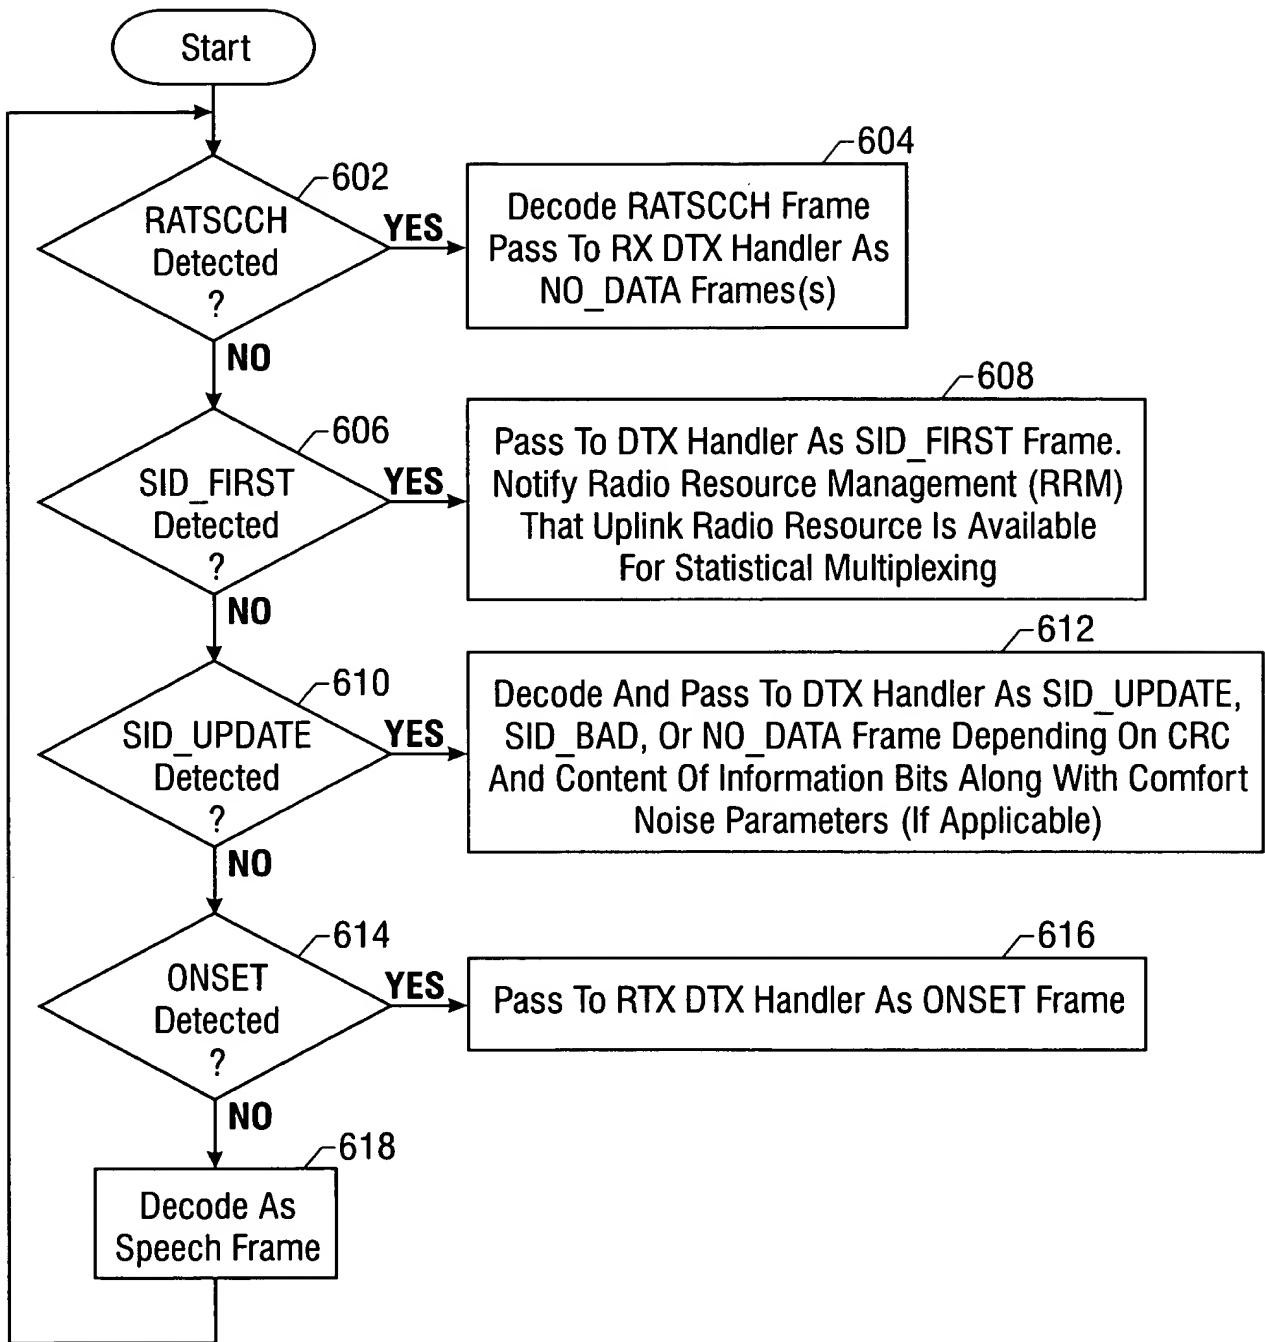 Start
602
604
RATSCCH
Detected
?
YES
Decode RATSCCH Frame
Pass To RX DTX Handler As
NO_DATA Frames(s)
NO
606
608
SID_FIRST
Detected
?
YES
Pass To DTX Handler As SID_FIRST Frame.
Notify Radio Resource Management (RRM)
That Uplink Radio Resource Is Available
For Statistical Multiplexing
NO
610
612
SID_UPDATE
Detected
?
YES
Decode And Pass To DTX Handler As SID_UPDATE,
SID_BAD, Or NO_DATA Frame Depending On CRC
And Content Of Information Bits Along With Comfort
Noise Parameters (If Applicable)
NO
614
616
ONSET
Detected
?
YES
Pass To RTX DTX Handler As ONSET Frame
NO
618
Decode As
Speech Frame